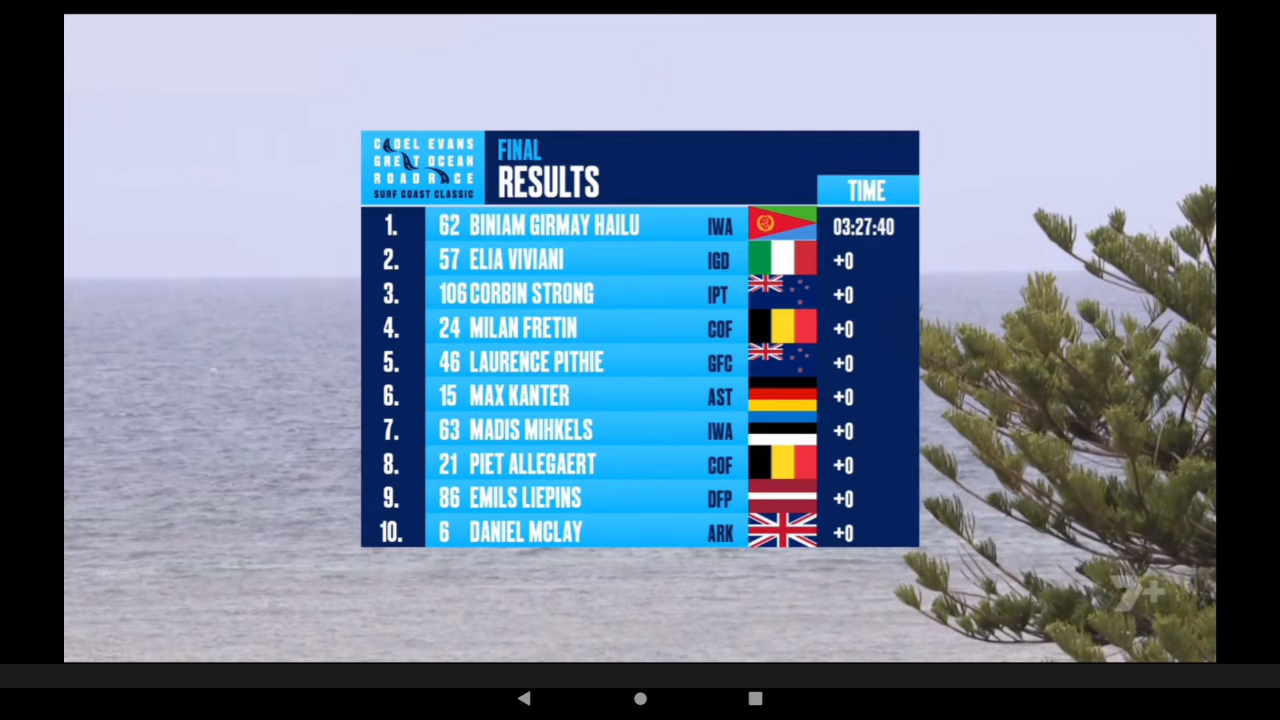 CADEL EVANS
GREAT OCEAN
ROAD RACE
SURF COAST CLASSIC
FINAL
RESULTS
TIME
1. 62 BINIAM GIRMAY HAILU IWA 03:27:40
2. 57 ELIA VIVIANI IGD +0
3. 106 CORBIN STRONG IPT +0
4. 24 MILAN FRETIN COF +0
5. 46 LAURENCE PITHIE GFC +0
6. 15 MAX KANTER AST +0
7. 63 MADIS MIHKELS IWA +0
8. 21 PIET ALLEGAERT COF +0
9. 86 EMILS LIEPINS DFP +0
10. 6 DANIEL MCLAY ARK +0
7+